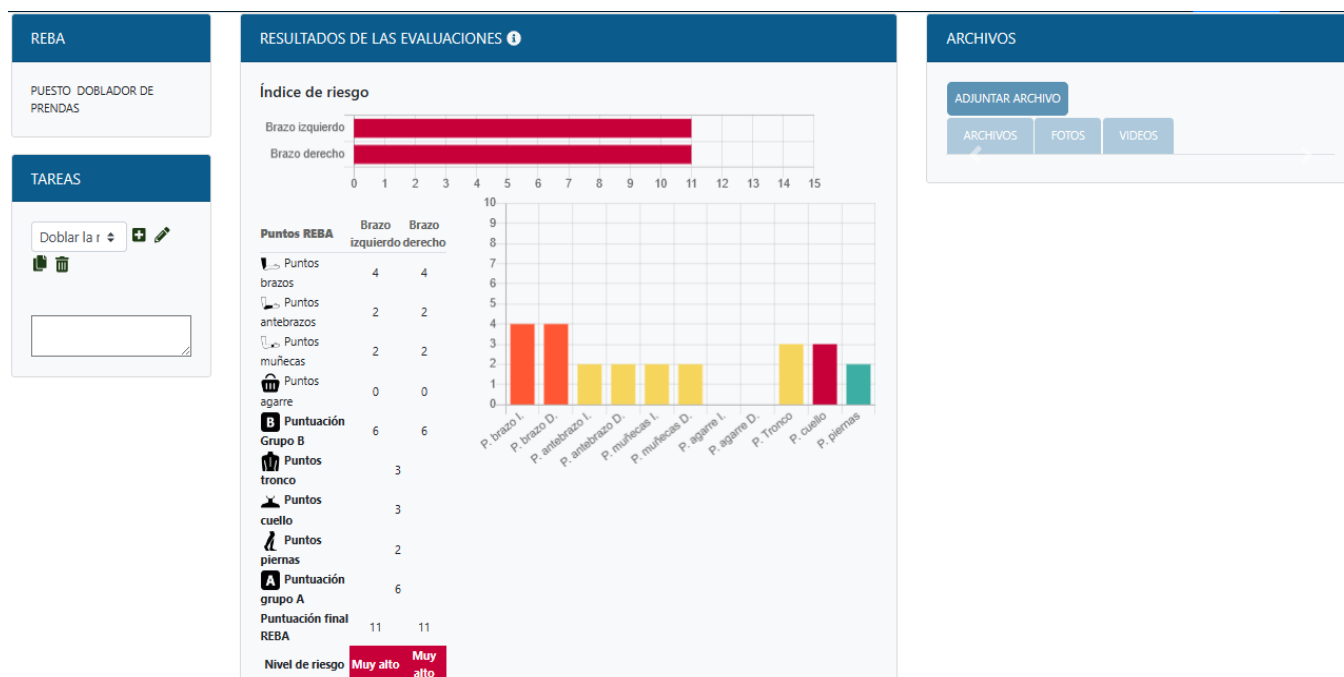 REBA
PUESTO DOBLADOR DE
PRENDAS
TAREAS
Doblar la r
RESULTADOS DE LAS EVALUACIONES
Índice de riesgo
Brazo izquierdo
Brazo derecho
0 1 2 3 4 5 6 7 8 9 10 11 12 13 14 15
Puntos REBA Brazo izquierdo Brazo derecho
Puntos brazos 4 4
Puntos antebrazos 2 2
Puntos muñecas 2 2
Puntos agarre 0 0
B Puntuación Grupo B 6 6
Puntos tronco 3
Puntos cuello 3
Puntos piernas 2
A Puntuación grupo A 6
Puntuación final REBA 11 11
Nivel de riesgo Muy alto Muy alto
10
9
8
7
6
5
4
3
2
1
0
P. brazo I.
P. brazo D.
P. antebrazo I.
P. antebrazo D.
P. muñecas I.
P. muñecas D.
P. agarre I.
P. agarre D.
P. Tronco
P. cuello
P. piernas
ARCHIVOS
ADJUNTAR ARCHIVO
ARCHIVOS FOTOS VIDEOS